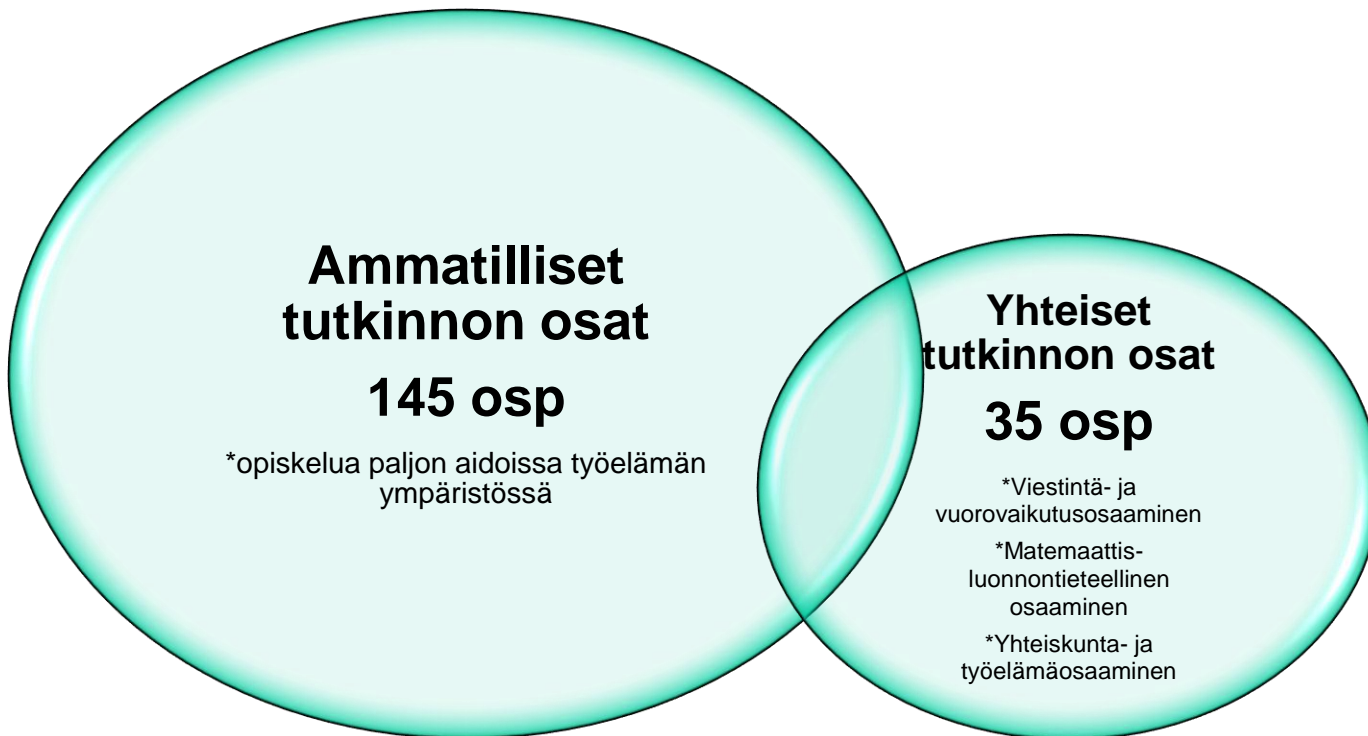 Ammatilliset
tutkinnon osat
145 osp
*opiskelua paljon aidoissa työelämän
ympäristössä
Yhteiset
tutkinnon osat
35 osp
*Viestintä- ja
vuorovaikutusosaaminen
*Matemaattis-
luonnontieteellinen
osaaminen
*Yhteiskunta- ja
työelämäosaaminen